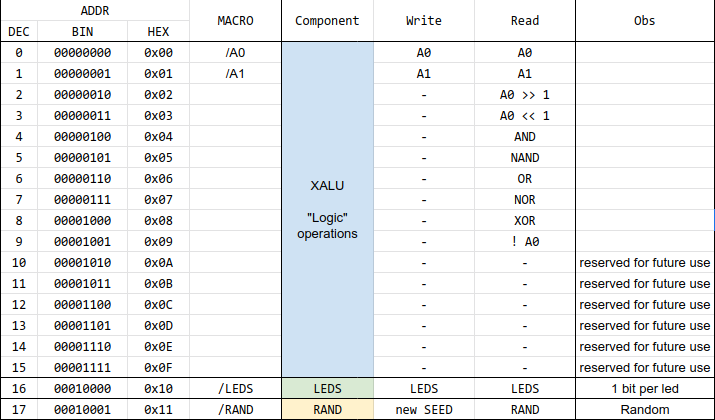 ADDR MACRO Component Write Read Obs
DEC BIN HEX
0 00000000 0x00 /A0 A0 A0
1 00000001 0x01 /A1 A1 A1
2 00000010 0x02 - A0 >> 1
3 00000011 0x03 - A0 << 1
4 00000100 0x04 - AND
5 00000101 0x05 - NAND
6 00000110 0x06 XALU - OR
7 00000111 0x07 - NOR
8 00001000 0x08 "Logic" - XOR
9 00001001 0x09 operations - ! A0
10 00001010 0x0A - - reserved for future use
11 00001011 0x0B - - reserved for future use
12 00001100 0x0C - - reserved for future use
13 00001101 0x0D - - reserved for future use
14 00001110 0x0E - - reserved for future use
15 00001111 0x0F - - reserved for future use
16 00010000 0x10 /LEDS LEDS LEDS LEDS 1 bit per led
17 00010001 0x11 /RAND RAND new SEED RAND Random